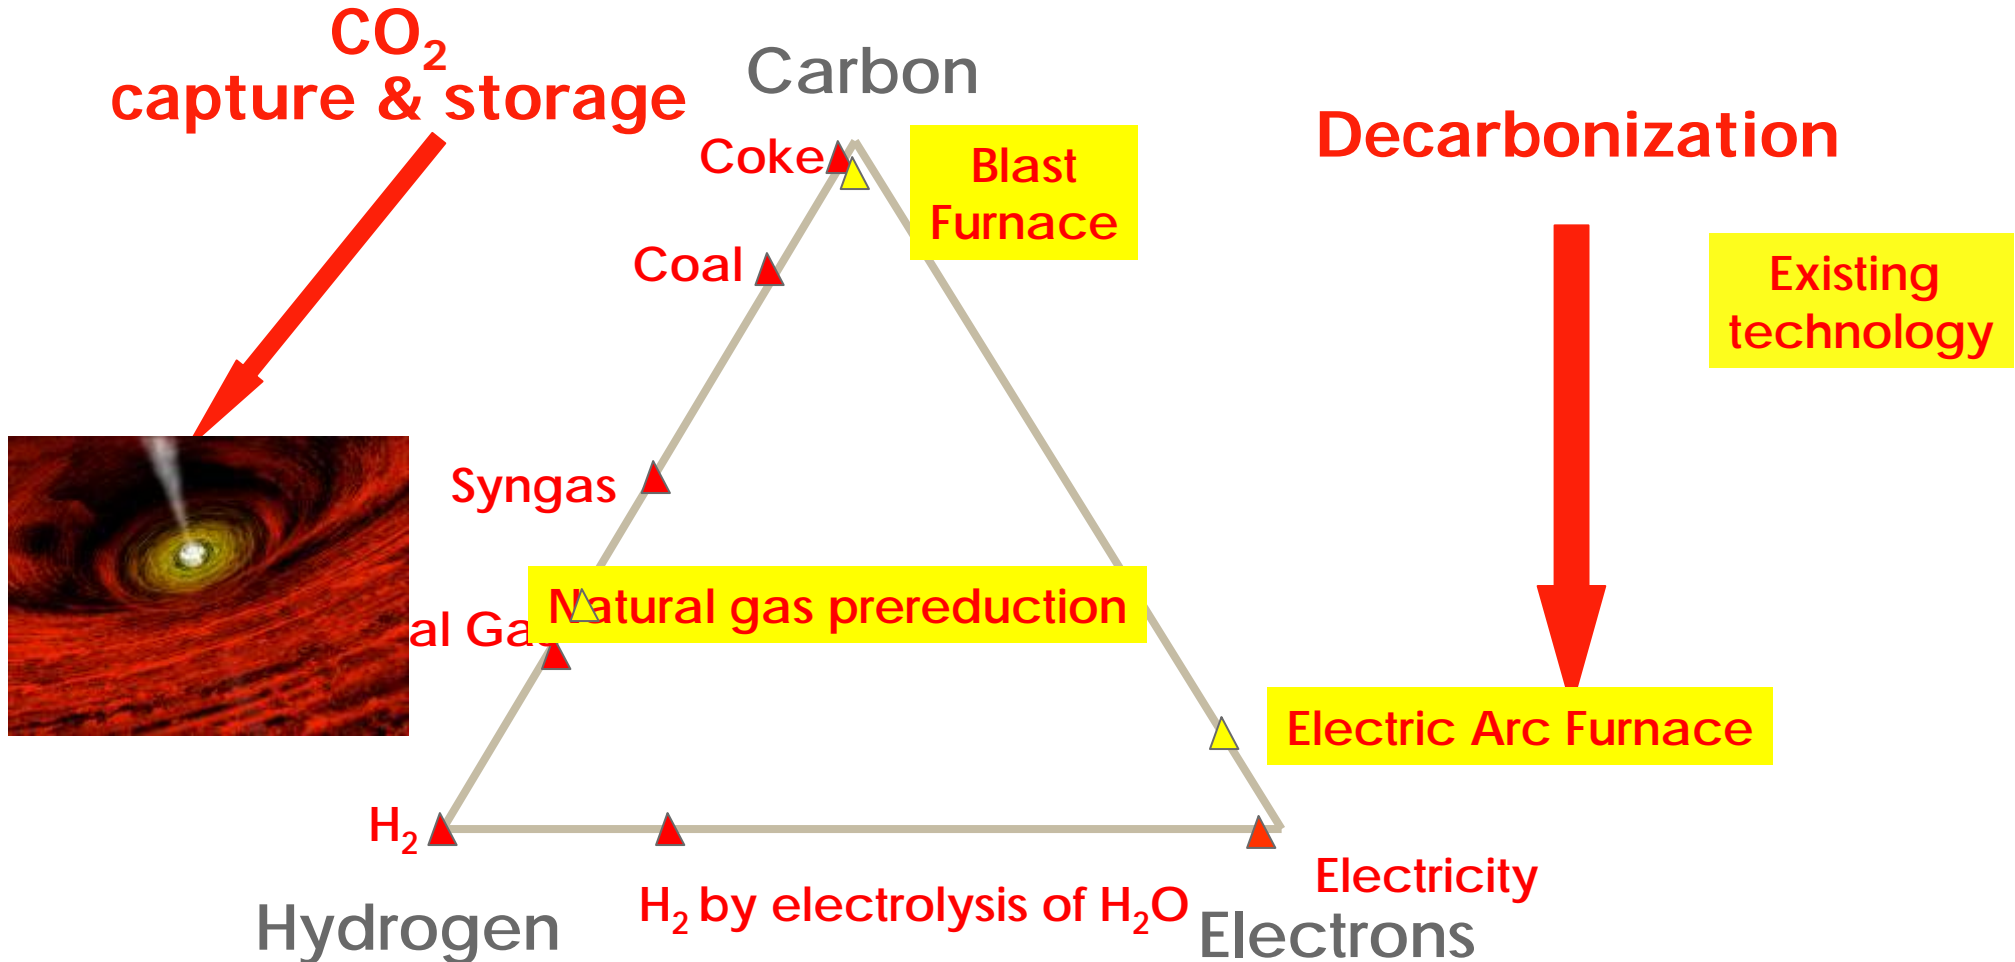 CO2
capture & storage
Carbon
Decarbonization
Coke
Blast
Furnace
Coal
Existing
technology
Syngas
Natural gas prereduction
al Gas
Electric Arc Furnace
H2
Electricity
H2 by electrolysis of H2O
Hydrogen
Electrons